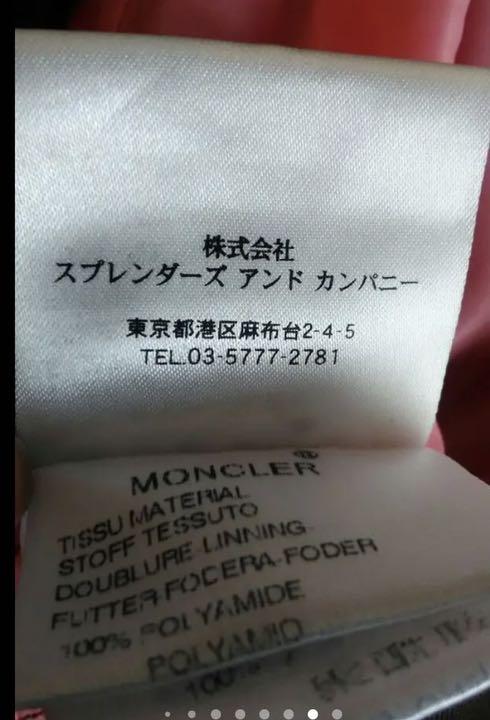 株式会社
スプレンダーズ アンド カンパニー
東京都港区麻布台2-4-5
TEL.03-5777-2781
MONCLER®
TISSU MATERIAL
STOFF TESSUTO
DOUBLURE-LINNING-
FUTTER-FODERA-FODER
100% POLYAMIDE
POLYAMID
100%